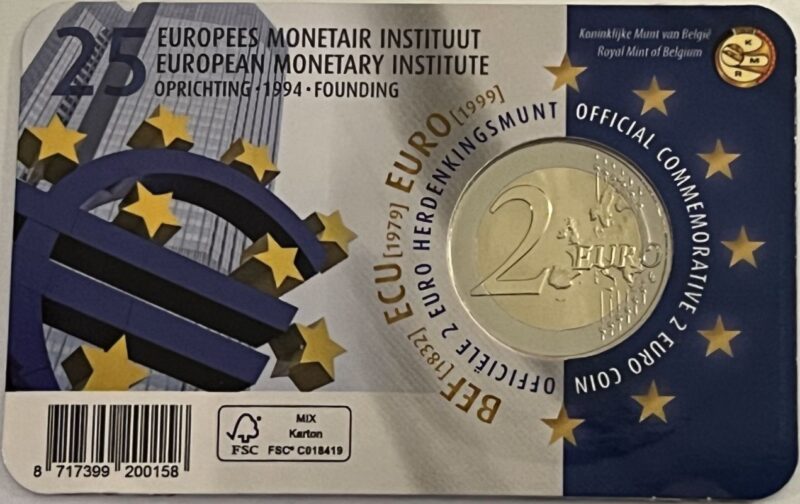 25
EUROPEES MONETAIR INSTITUUT
EUROPEAN MONETARY INSTITUTE
OPRICHTING · 1994 · FOUNDING
Koninklijke Munt van België
Royal Mint of Belgium
K
M
R
BEF [1832] ECU [1979] EURO [1999]
OFFICIËLE 2 EURO HERDENKINGSMUNT
OFFICIAL COMMEMORATIVE 2 EURO COIN
2 EURO
8 717399 200158
FSC
MIX
Karton
FSC® C018419